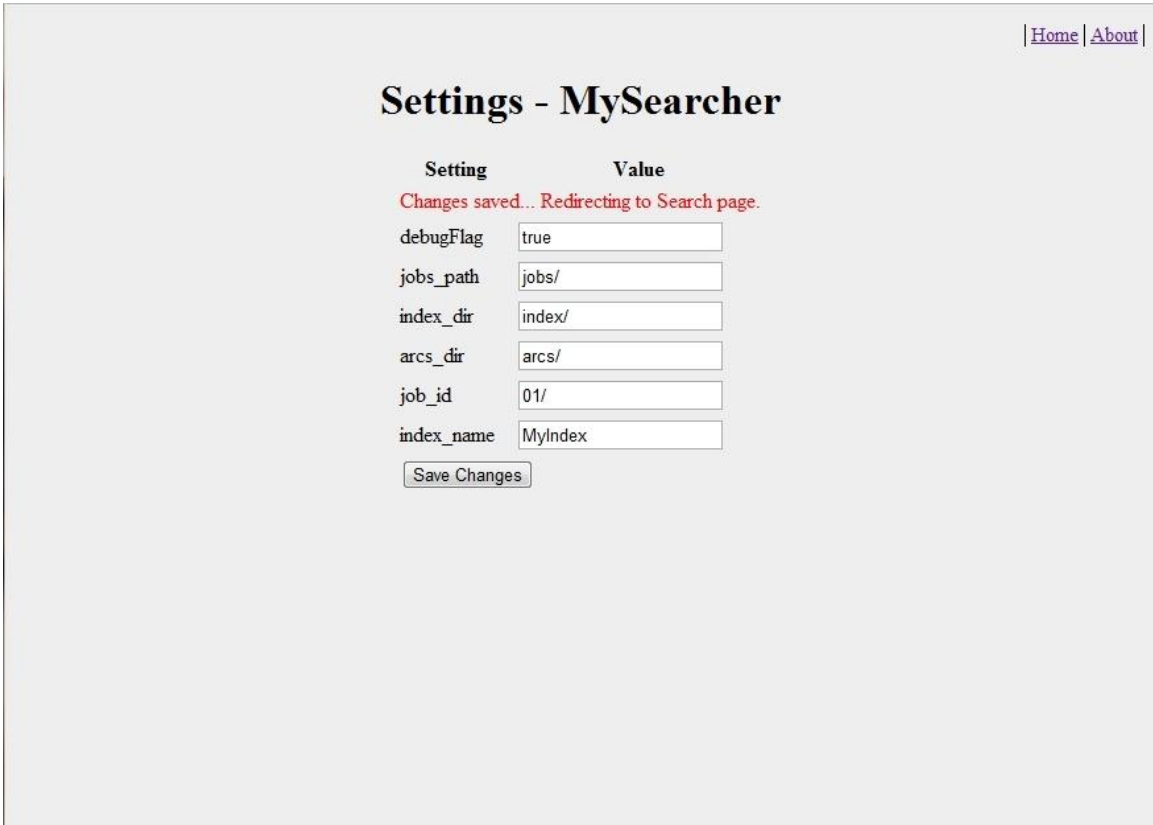 |Home|About|
Settings - MySearcher
Setting Value
Changes saved... Redirecting to Search page.
debugFlag true
jobs_path jobs/
index_dir index/
arcs_dir arcs/
job_id 01/
index_name MyIndex
Save Changes